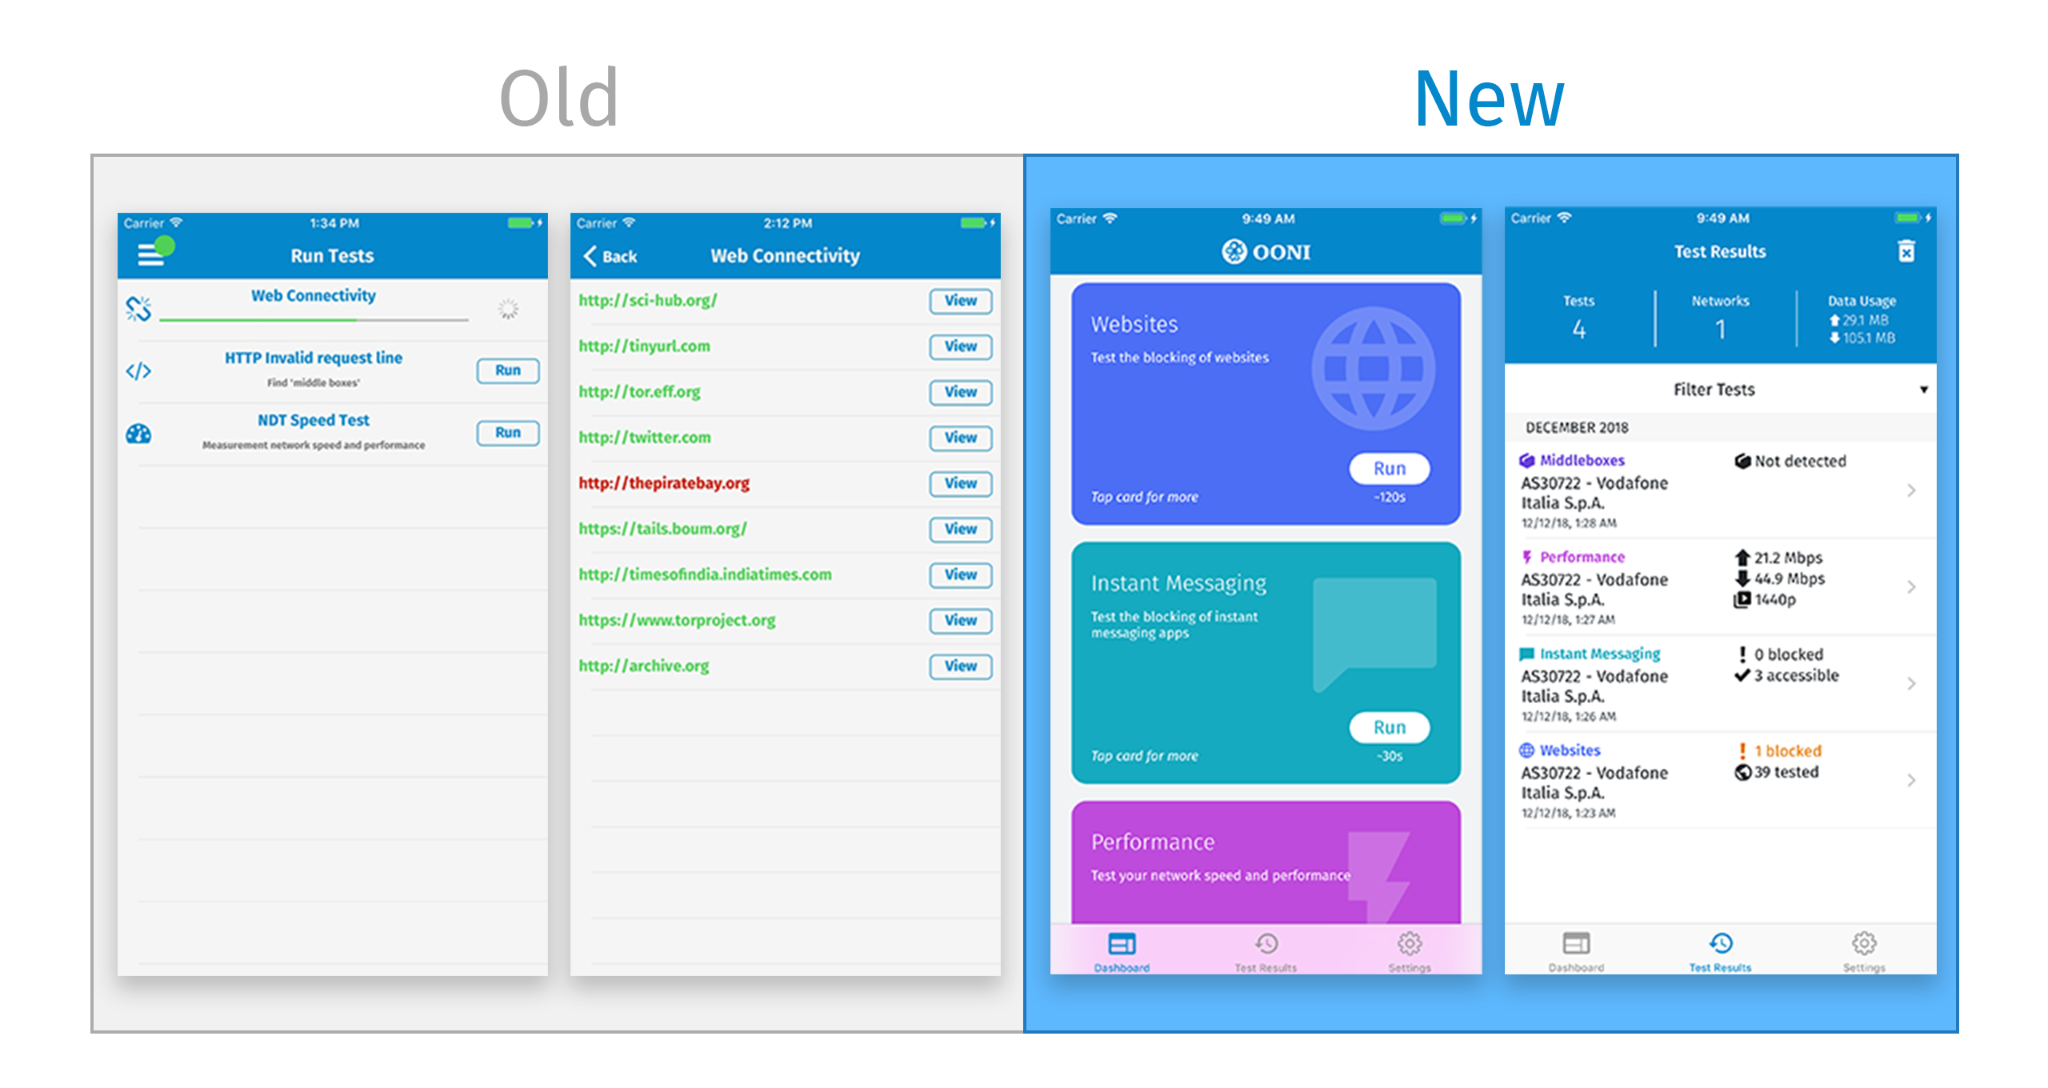 Old
New
Carrier
1:34 PM
Run Tests
Web Connectivity
HTTP Invalid request line
Find 'middle boxes'
Run
NDT Speed Test
Measurement network speed and performance
Run
Carrier
2:12 PM
Back
Web Connectivity
http://sci-hub.org/
View
http://tinyurl.com
View
http://tor.eff.org
View
http://twitter.com
View
http://thepiratebay.org
View
https://tails.boum.org/
View
http://timesofindia.indiatimes.com
View
https://www.torproject.org
View
http://archive.org
View
Carrier
9:49 AM
OONI
Websites
Test the blocking of websites
Run
Tap card for more
~120s
Instant Messaging
Test the blocking of instant
messaging apps
Run
Tap card for more
~30s
Performance
Test your network speed and performance
Dashboard
Test Results
Settings
Carrier
9:49 AM
Test Results
Tests
4
Networks
1
Data Usage
29.1 MB
105.1 MB
Filter Tests
DECEMBER 2018
Middleboxes
AS30722 - Vodafone
Italia S.p.A.
12/12/18, 1:28 AM
Not detected
Performance
AS30722 - Vodafone
Italia S.p.A.
12/12/18, 1:27 AM
21.2 Mbps
44.9 Mbps
1440p
Instant Messaging
AS30722 - Vodafone
Italia S.p.A.
12/12/18, 1:26 AM
0 blocked
3 accessible
Websites
AS30722 - Vodafone
Italia S.p.A.
12/12/18, 1:23 AM
1 blocked
39 tested
Dashboard
Test Results
Settings